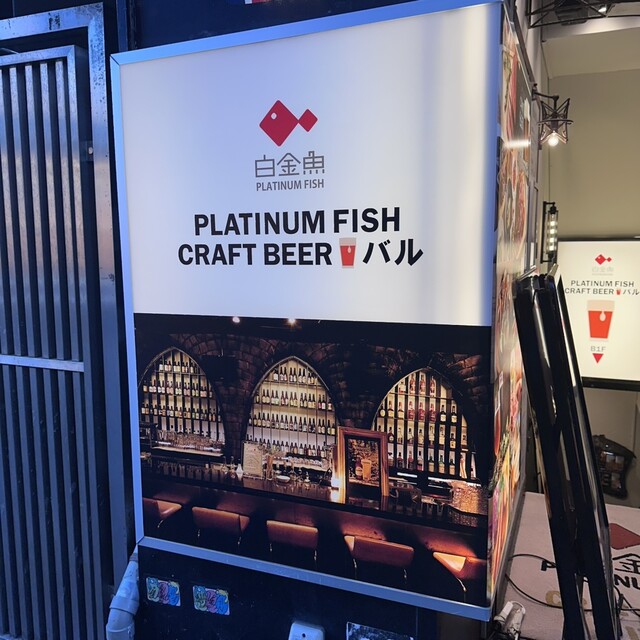 白金魚
PLATINUM FISH
PLATINUM FISH
CRAFT BEER バル
白金魚
PLATINUM FISH
CRAFT BEER バル
B1F